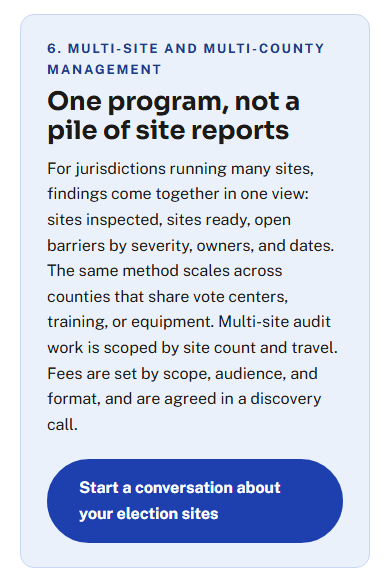 6. MULTI-SITE AND MULTI-COUNTY
MANAGEMENT
One program, not a
pile of site reports
For jurisdictions running many sites,
findings come together in one view:
sites inspected, sites ready, open
barriers by severity, owners, and dates.
The same method scales across
counties that share vote centers,
training, or equipment. Multi-site audit
work is scoped by site count and travel.
Fees are set by scope, audience, and
format, and are agreed in a discovery
call.
Start a conversation about
your election sites